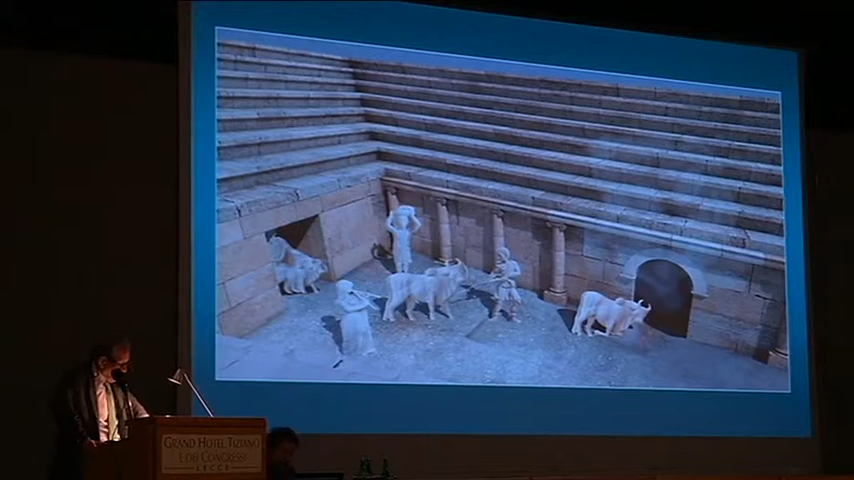 GRAND HOTEL TIZIANO
E DEI CONGRESSI
LECCE